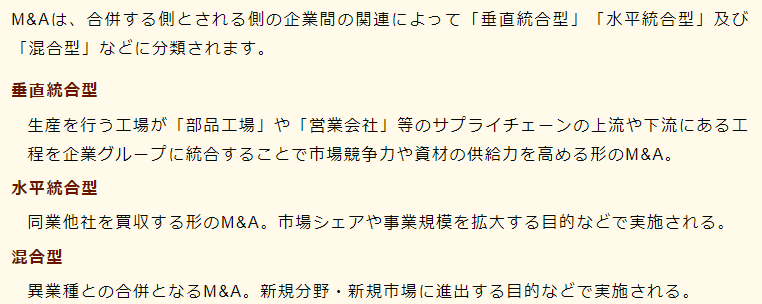 M&Aは、合併する側とされる側の企業間の関連によって「垂直統合型」「水平統合型」及び
「混合型」などに分類されます。
垂直統合型
生産を行う工場が「部品工場」や「営業会社」等のサプライチェーンの上流や下流にある工
程を企業グループに統合することで市場競争力や資材の供給力を高める形のM&A。
水平統合型
同業他社を買収する形のM&A。市場シェアや事業規模を拡大する目的などで実施される。
混合型
異業種との合併となるM&A。新規分野・新規市場に進出する目的などで実施される。